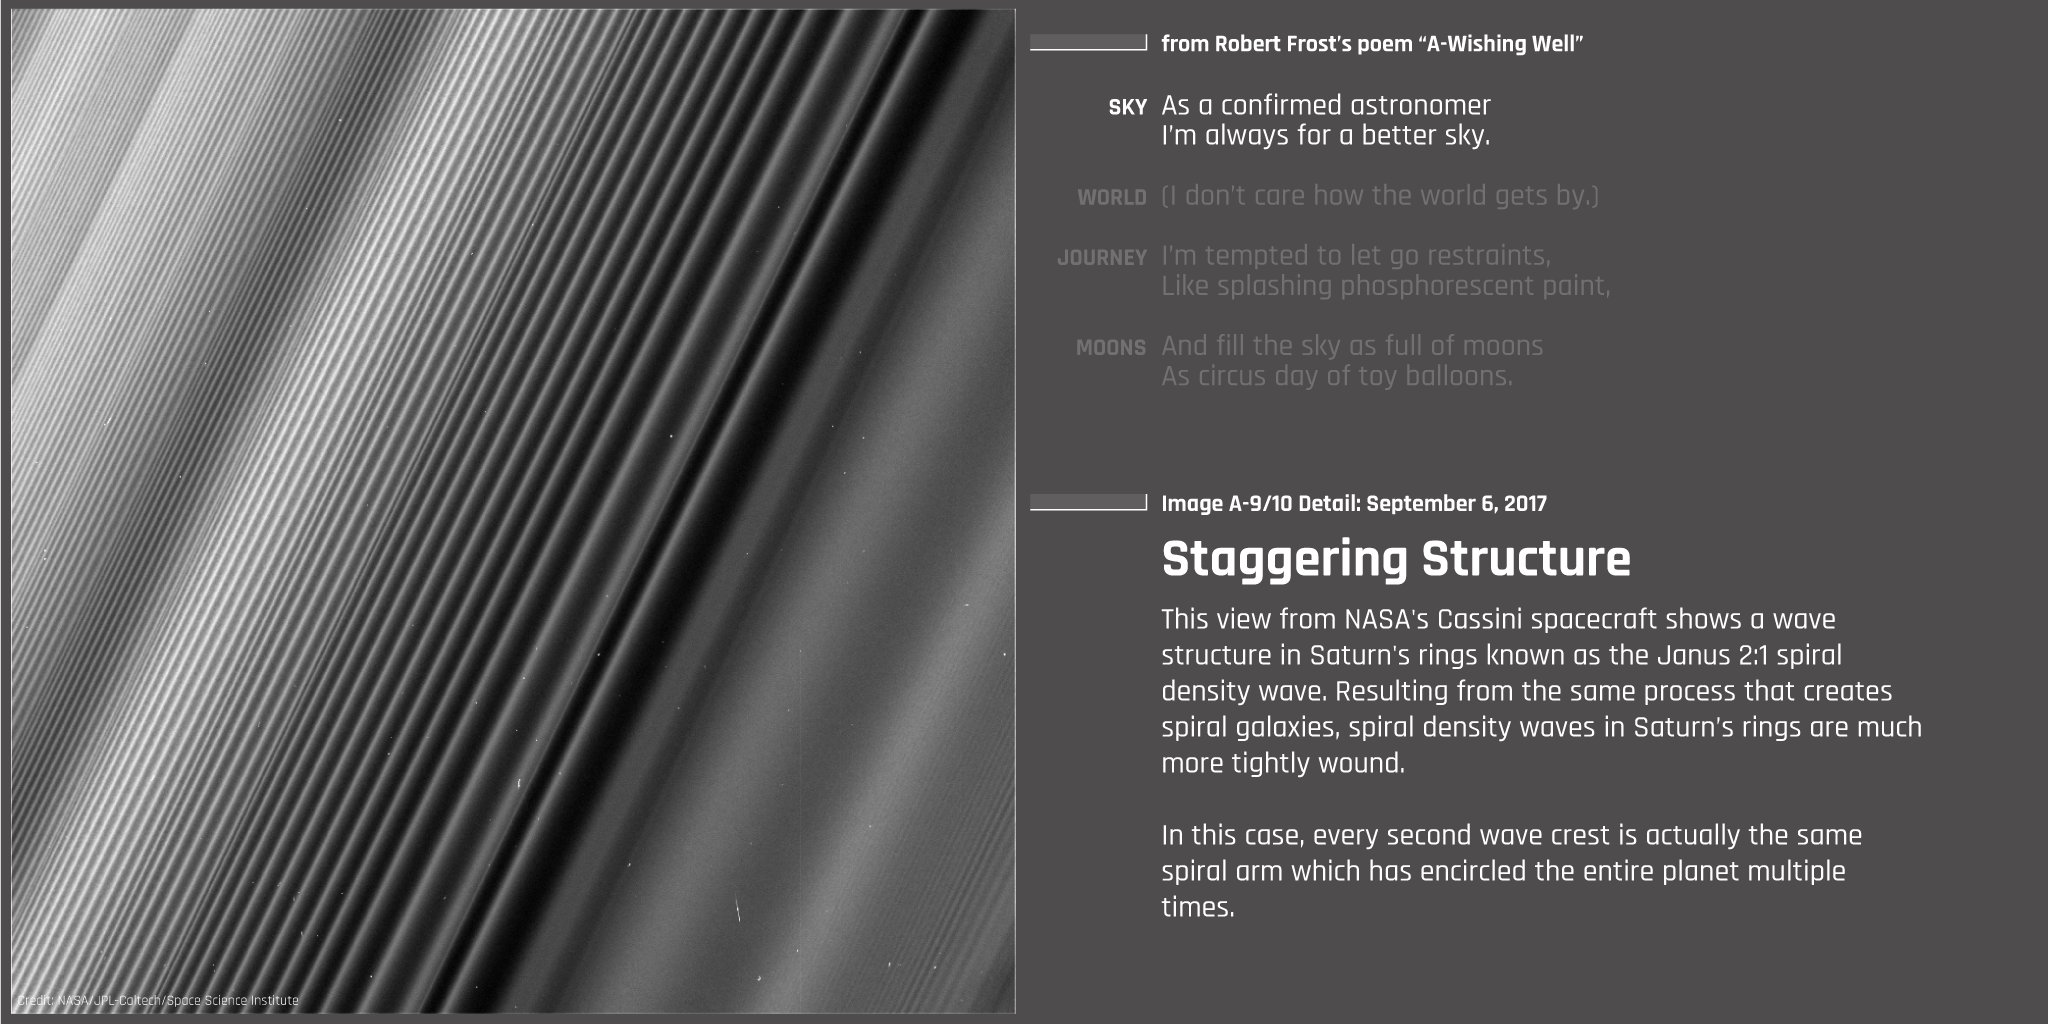 from Robert Frost’s poem “A-Wishing Well”
SKY As a confirmed astronomer
I’m always for a better sky.
WORLD (I don’t care how the world gets by.)
JOURNEY I’m tempted to let go restraints,
Like splashing phosphorescent paint,
MOONS And fill the sky as full of moons
As circus day of toy balloons.
Image A-9/10 Detail: September 6, 2017
Staggering Structure
This view from NASA's Cassini spacecraft shows a wave
structure in Saturn's rings known as the Janus 2:1 spiral
density wave. Resulting from the same process that creates
spiral galaxies, spiral density waves in Saturn’s rings are much
more tightly wound.
In this case, every second wave crest is actually the same
spiral arm which has encircled the entire planet multiple
times.
Credit: NASA/JPL-Caltech/Space Science Institute